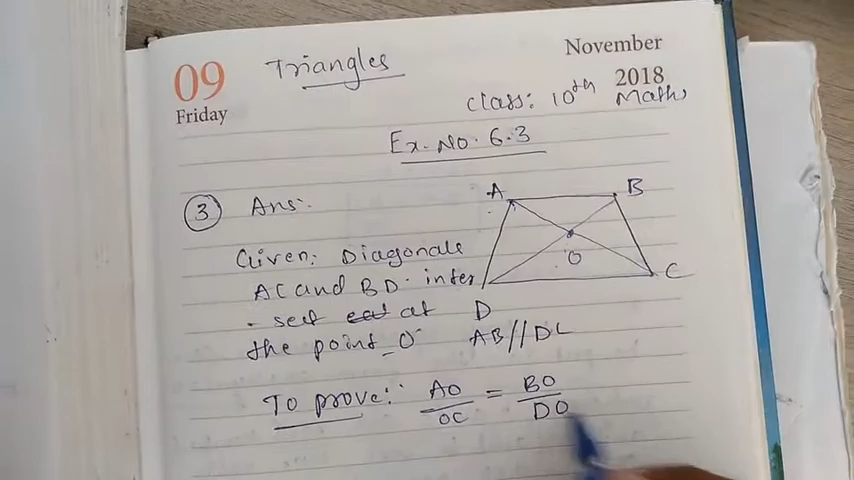 Triangles
November
09
2018
Friday
Class: 10th Maths
Ex. No. 6.3
3 Ans:
A B
Given: Diagonals
O
AC and BD inter
C
- sect at
D
the point O
AB // DC
To prove: AO/OC = BO/DO